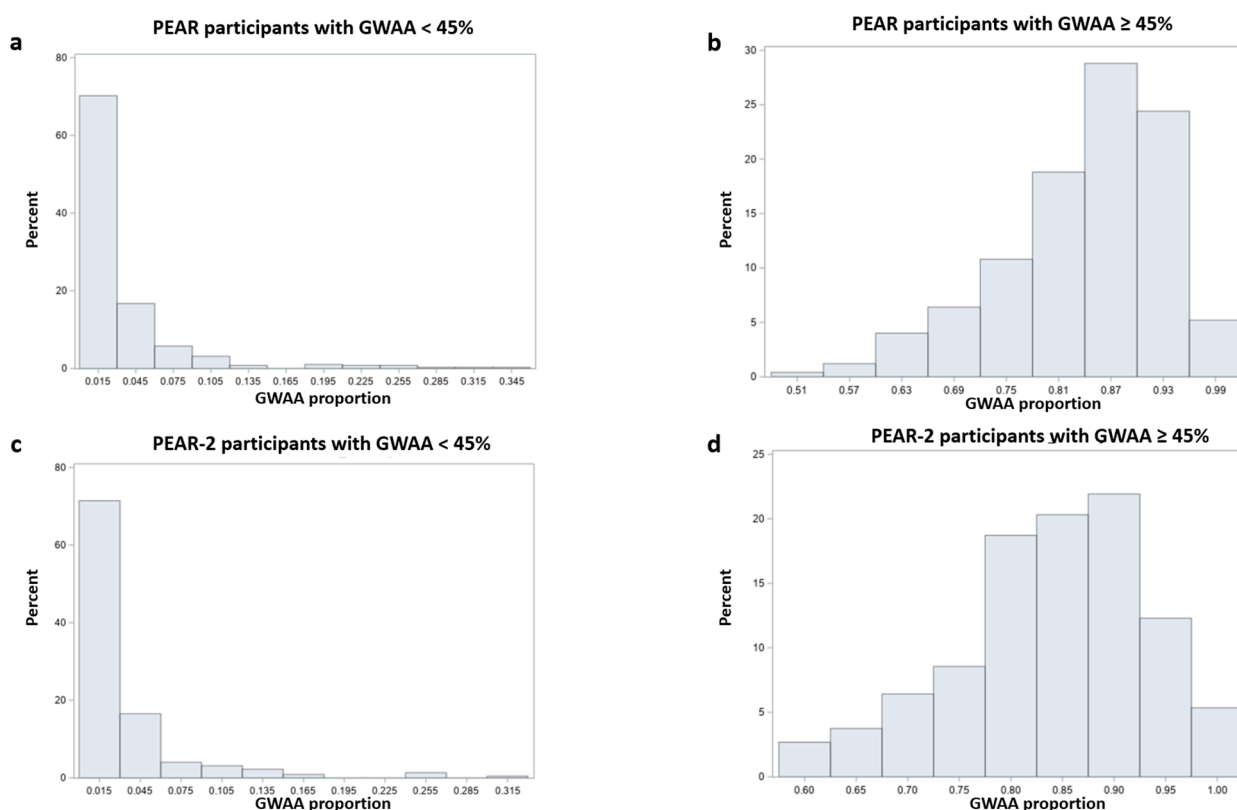 a
PEAR participants with GWAA < 45%
80
60
40
20
0
Percent
0.015 0.045 0.075 0.105 0.135 0.165 0.195 0.225 0.255 0.285 0.315 0.345
GWAA proportion
b
PEAR participants with GWAA ≥ 45%
30
25
20
15
10
5
0
Percent
0.51 0.57 0.63 0.69 0.75 0.81 0.87 0.93 0.99
GWAA proportion
c
PEAR-2 participants with GWAA < 45%
80
60
40
20
0
Percent
0.015 0.045 0.075 0.105 0.135 0.165 0.195 0.225 0.255 0.285 0.315
GWAA proportion
d
PEAR-2 participants with GWAA ≥ 45%
25
20
15
10
5
0
Percent
0.60 0.65 0.70 0.75 0.80 0.85 0.90 0.95 1.00
GWAA proportion